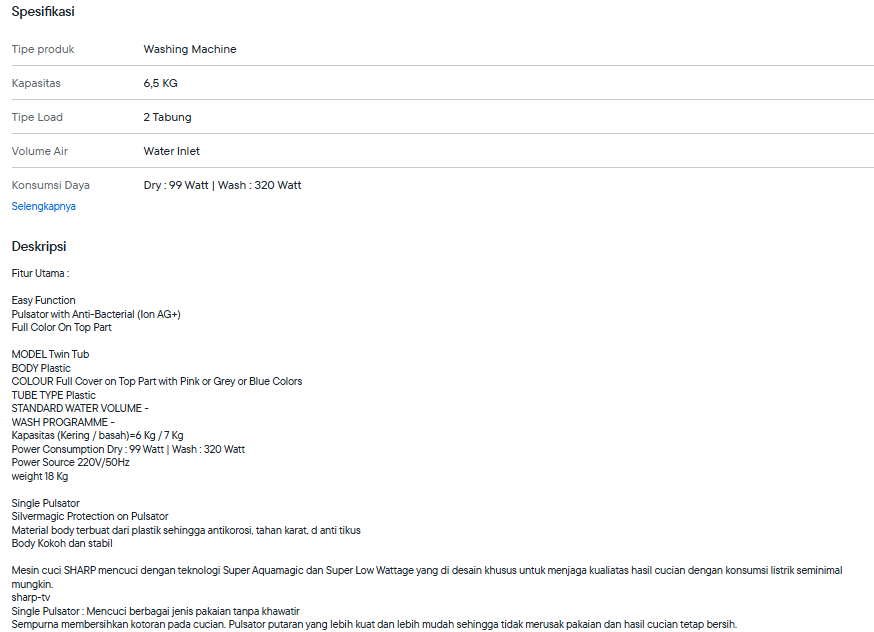 Spesifikasi
Tipe produk Washing Machine
Kapasitas 6,5 KG
Tipe Load 2 Tabung
Volume Air Water Inlet
Konsumsi Daya Dry : 99 Watt | Wash : 320 Watt
Selengkapnya
Deskripsi
Fitur Utama :
Easy Function
Pulsator with Anti-Bacterial (Ion AG+)
Full Color On Top Part
MODEL Twin Tub
BODY Plastic
COLOUR Full Cover on Top Part with Pink or Grey or Blue Colors
TUBE TYPE Plastic
STANDARD WATER VOLUME -
WASH PROGRAMME -
Kapasitas (Kering / basah)=6 Kg / 7 Kg
Power Consumption Dry : 99 Watt | Wash : 320 Watt
Power Source 220V/50Hz
weight 18 Kg
Single Pulsator
Silvermagic Protection on Pulsator
Material body terbuat dari plastik sehingga antikorosi, tahan karat, d anti tikus
Body Kokoh dan stabil
Mesin cuci SHARP mencuci dengan teknologi Super Aquamagic dan Super Low Wattage yang di desain khusus untuk menjaga kualiatas hasil cucian dengan konsumsi listrik seminimal
mungkin.
sharp-tv
Single Pulsator : Mencuci berbagai jenis pakaian tanpa khawatir
Sempurna membersihkan kotoran pada cucian. Pulsator putaran yang lebih kuat dan lebih mudah sehingga tidak merusak pakaian dan hasil cucian tetap bersih.